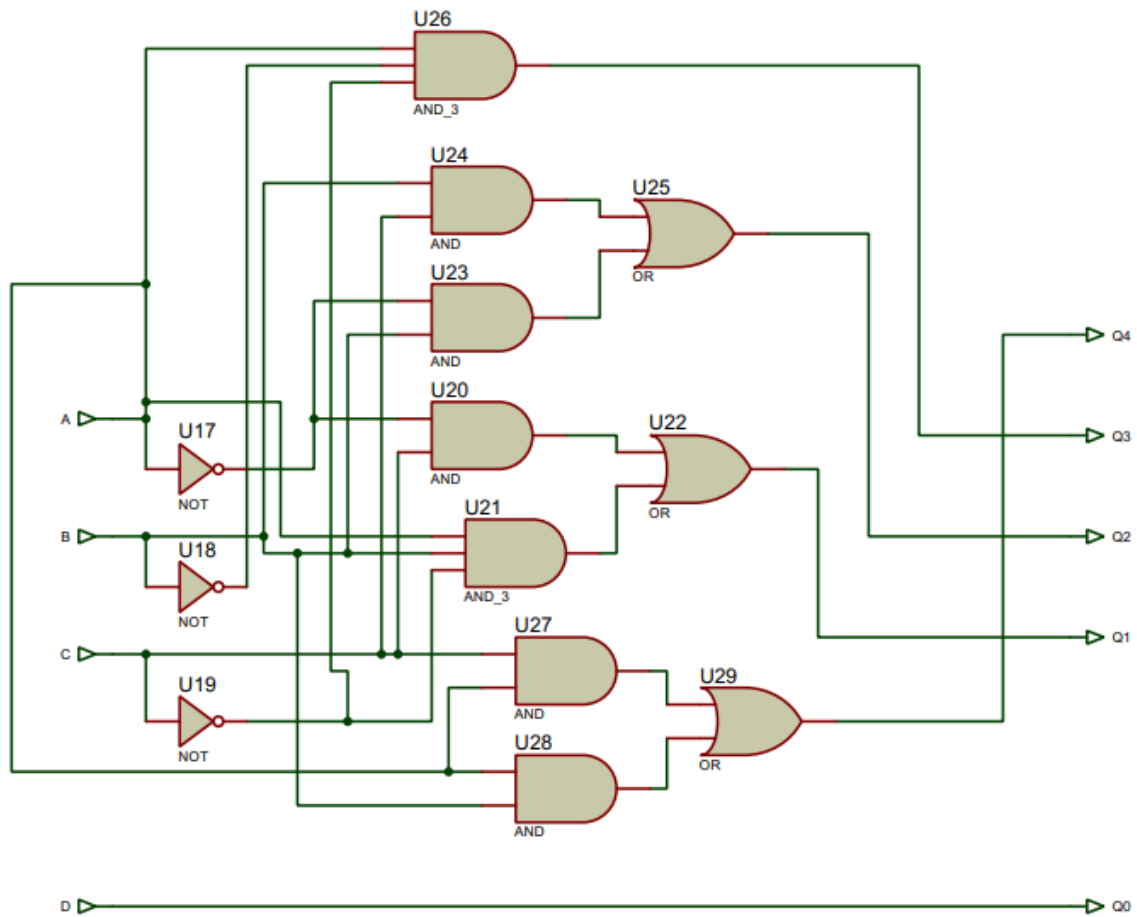 U26
AND_3
U24
AND
U25
OR
U23
AND
Q4
U20
AND
A
U17
NOT
U22
OR
Q3
U21
AND_3
B
U18
NOT
Q2
C
U27
AND
Q1
U19
NOT
U29
OR
U28
AND
D
Q0